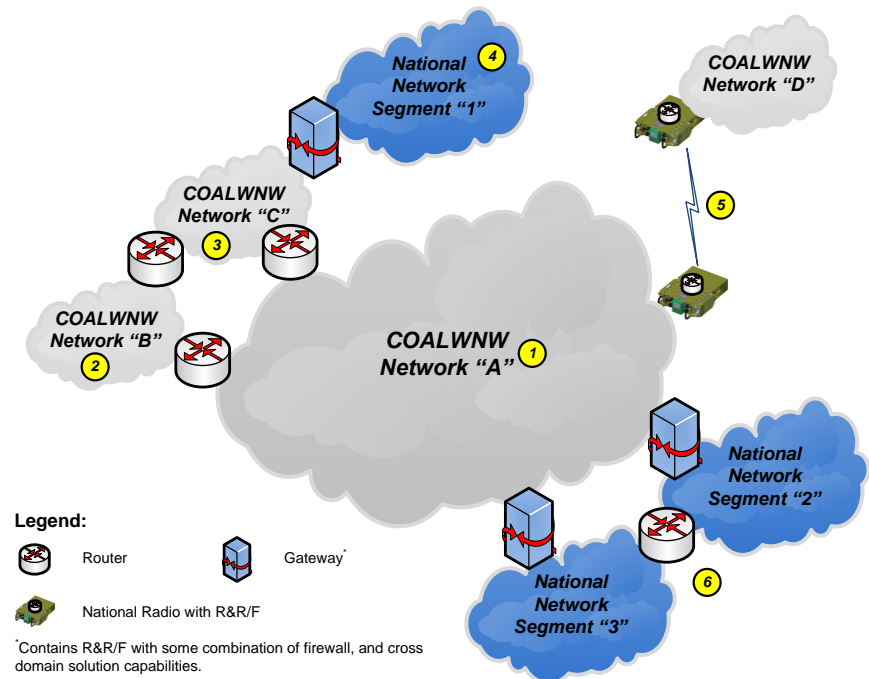 National
Network
Segment “1”
4
COALWNW
Network “D”
COALWNW
Network “C”
3
5
COALWNW
Network “B”
2
COALWNW
Network “A”
1
National
Network
Segment “2”
National
Network
Segment “3”
6
Legend:
Router
Gateway*
National Radio with R&R/F
*Contains R&R/F with some combination of firewall, and cross
domain solution capabilities.